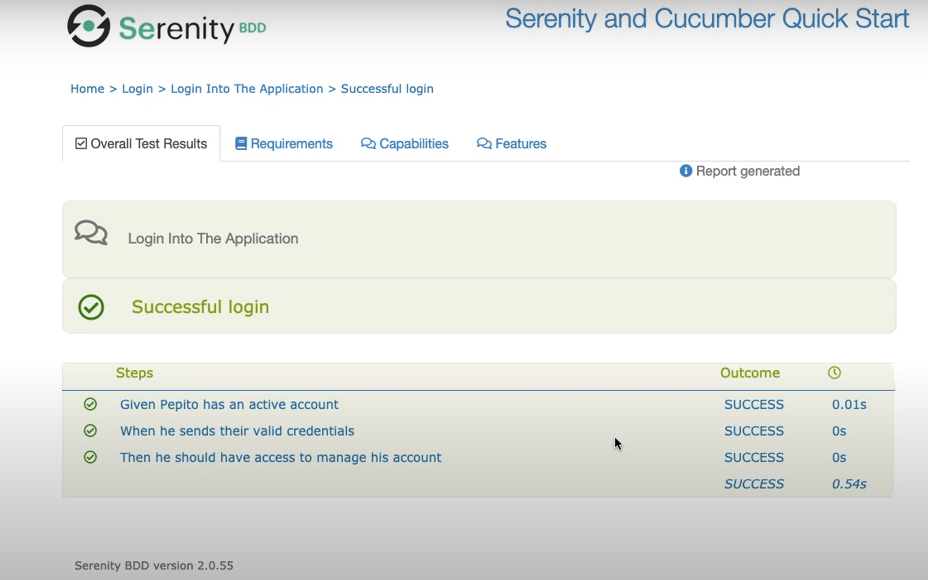 Serenity BDD
Serenity and Cucumber Quick Start
Home > Login > Login Into The Application > Successful login
Overall Test Results Requirements Capabilities Features
Report generated
Login Into The Application
Successful login
Steps Outcome
Given Pepito has an active account SUCCESS 0.01s
When he sends their valid credentials SUCCESS 0s
Then he should have access to manage his account SUCCESS 0s
SUCCESS 0.54s
Serenity BDD version 2.0.55